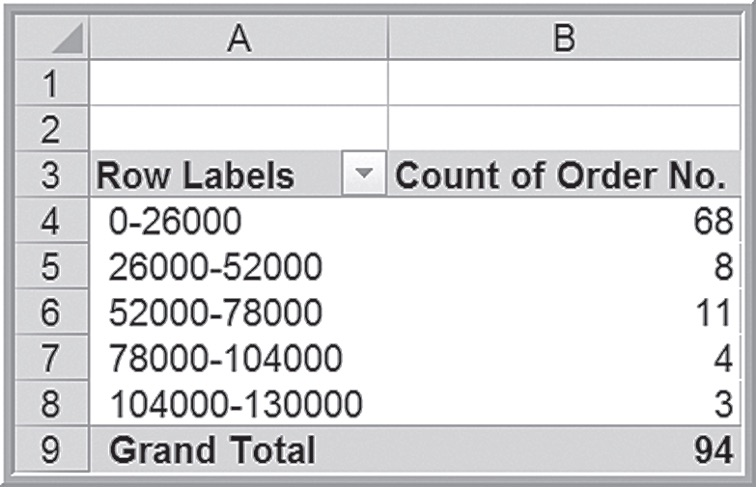 A B
1
2
3 Row Labels Count of Order No.
4 0-26000 68
5 26000-52000 8
6 52000-78000 11
7 78000-104000 4
8 104000-130000 3
9 Grand Total 94